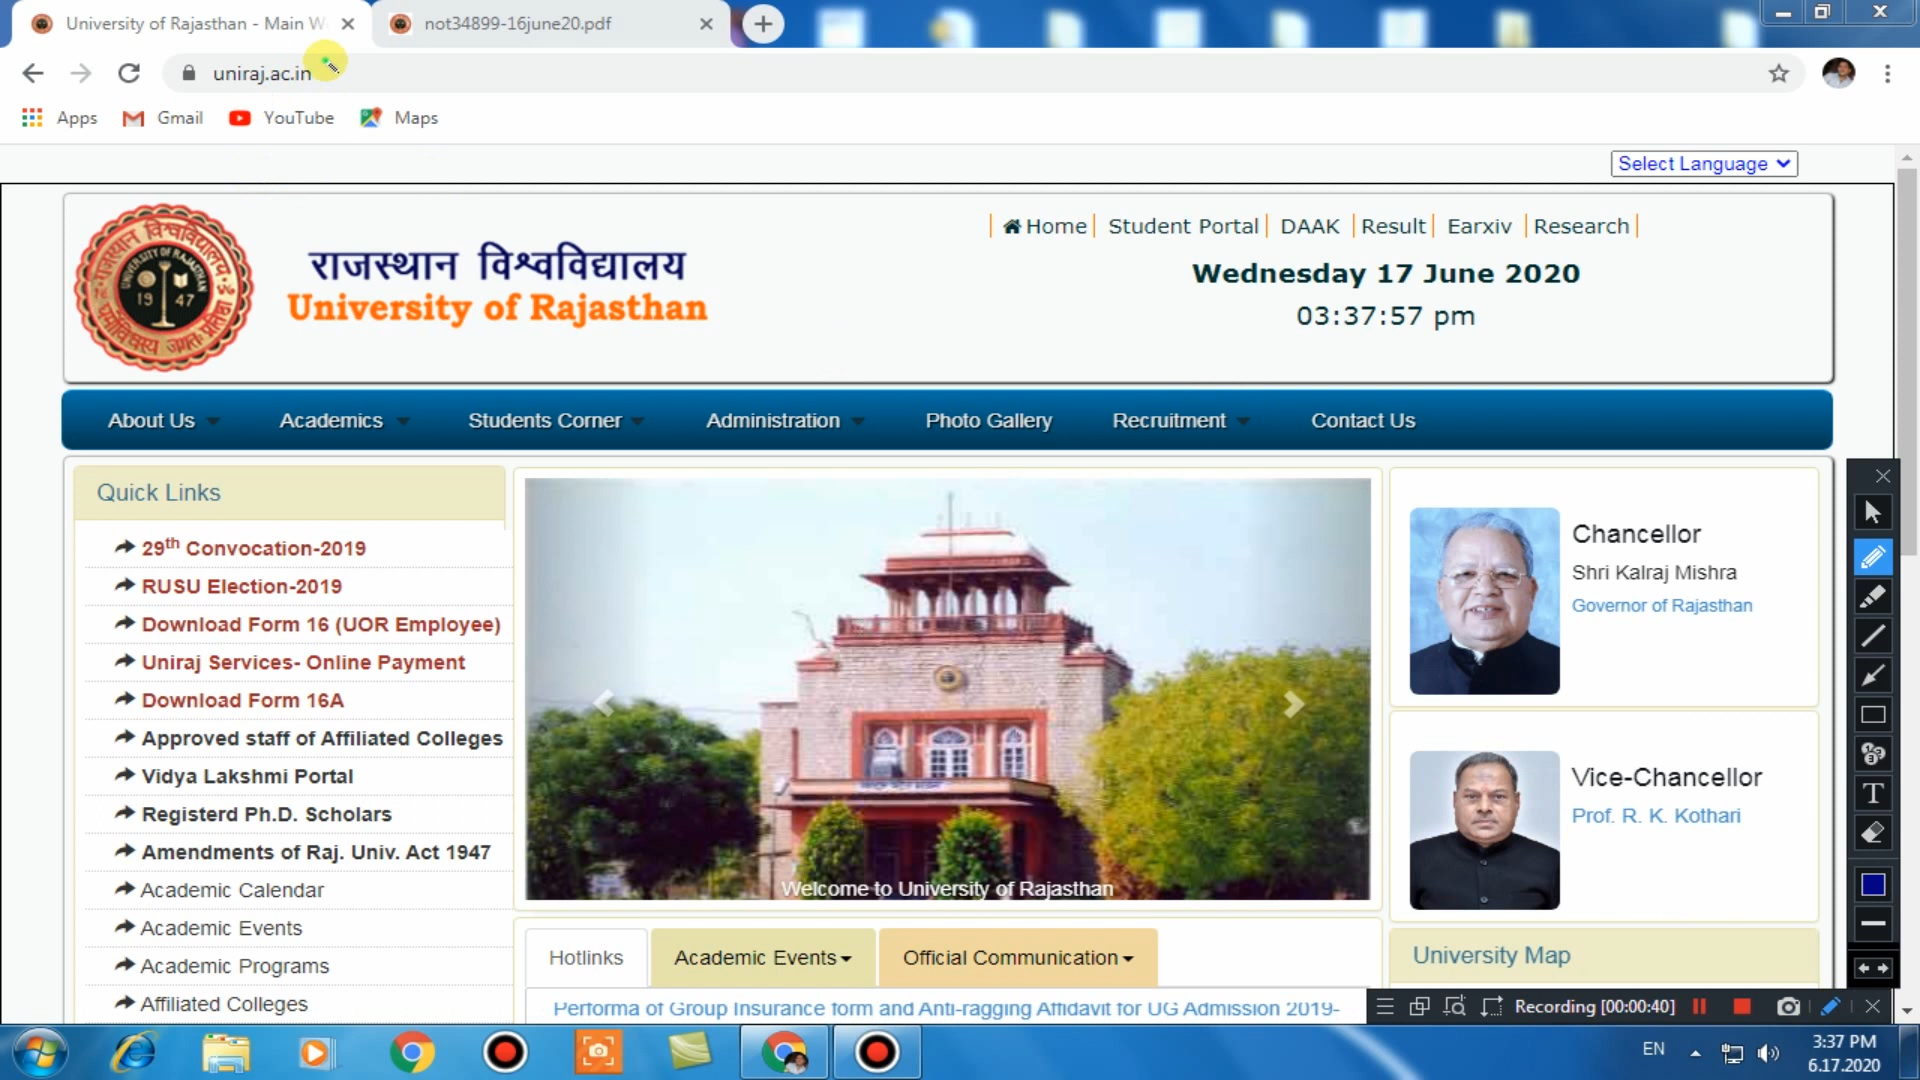 University of Rajasthan - Main W
not34899-16june20.pdf
uniraj.ac.in
Apps
Gmail
YouTube
Maps
Select Language
राजस्थान विश्वविद्यालय
University of Rajasthan
UNIVERSITY OF RAJASTHAN
1947
Home
Student Portal
DAAK
Result
Earxiv
Research
Wednesday 17 June 2020
03:37:57 pm
About Us
Academics
Students Corner
Administration
Photo Gallery
Recruitment
Contact Us
Quick Links
29th Convocation-2019
RUSU Election-2019
Download Form 16 (UOR Employee)
Uniraj Services- Online Payment
Download Form 16A
Approved staff of Affiliated Colleges
Vidya Lakshmi Portal
Registerd Ph.D. Scholars
Amendments of Raj. Univ. Act 1947
Academic Calendar
Academic Events
Academic Programs
Affiliated Colleges
Welcome to University of Rajasthan
Hotlinks
Academic Events
Official Communication
Performa of Group Insurance form and Anti-ragging Affidavit for UG Admission 2019-
Chancellor
Shri Kalraj Mishra
Governor of Rajasthan
Vice-Chancellor
Prof. R. K. Kothari
University Map
T
Recording [00:00:40]
EN
3:37 PM
6.17.2020